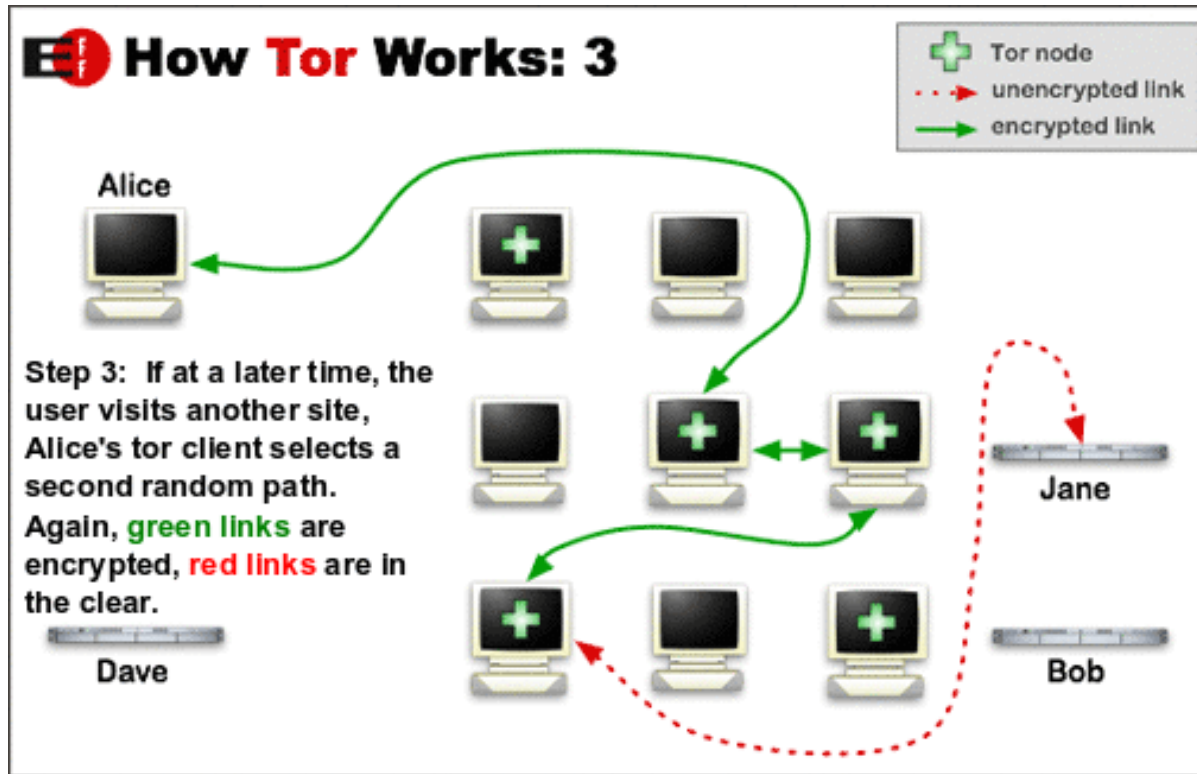 EFF How Tor Works: 3
Tor node
unencrypted link
encrypted link
Alice
Step 3:  If at a later time, the
user visits another site,
Alice's tor client selects a
second random path.
Again, green links are
encrypted, red links are in
the clear.
Jane
Dave
Bob